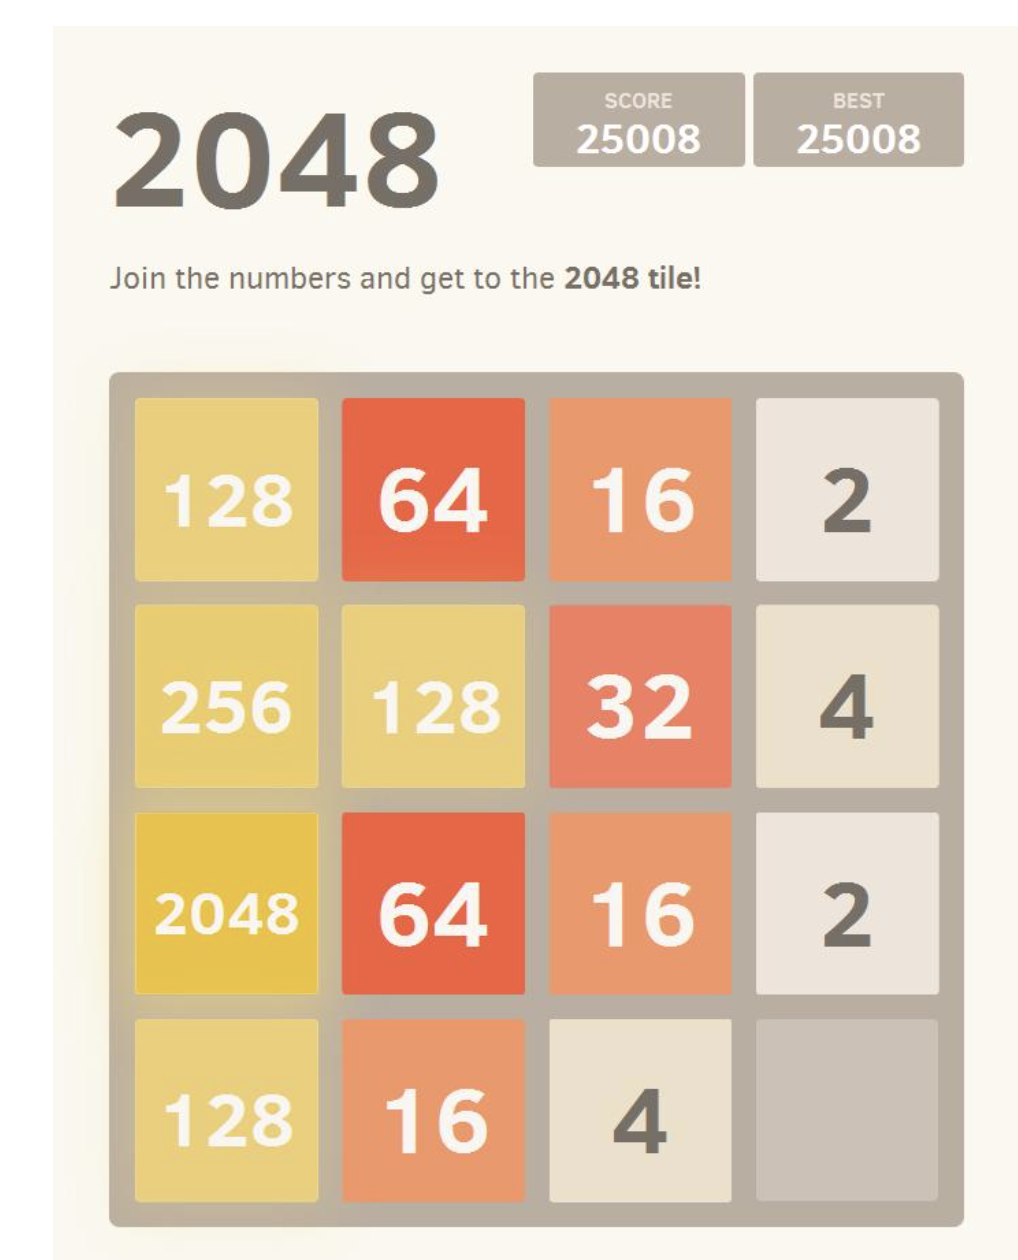 2048
SCORE BEST
25008 25008
Join the numbers and get to the 2048 tile!
128 64 16 2
256 128 32 4
2048 64 16 2
128 16 4